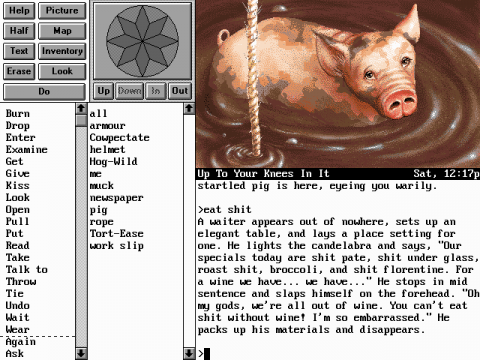 Help
Picture
Half
Map
Text
Inventory
Erase
Look
Do
Up
Down
In
Out
Burn
Drop
Enter
Examine
Get
Give
Kiss
Look
Open
Pull
Put
Read
Take
Talk to
Throw
Tie
Undo
Wait
Wear
Again
Ask
all
armour
Cowpectate
helmet
Hog-Wild
me
muck
newspaper
pig
rope
Tort-Ease
work slip
Up To Your Knees In It
Sat, 12:17p
startled pig is here, eyeing you warily.
>eat shit
A waiter appears out of nowhere, sets up an
elegant table, and lays a place setting for
one. He lights the candelabra and says, "Our
specials today are shit pate, shit under glass,
roast shit, broccoli, and shit florentine. For
a wine we have... we have..." He stops in mid
sentence and slaps himself on the forehead. "Oh
my gods, we're all out of wine. You can't eat
shit without wine! I'm so embarrassed." He
packs up his materials and disappears.
>